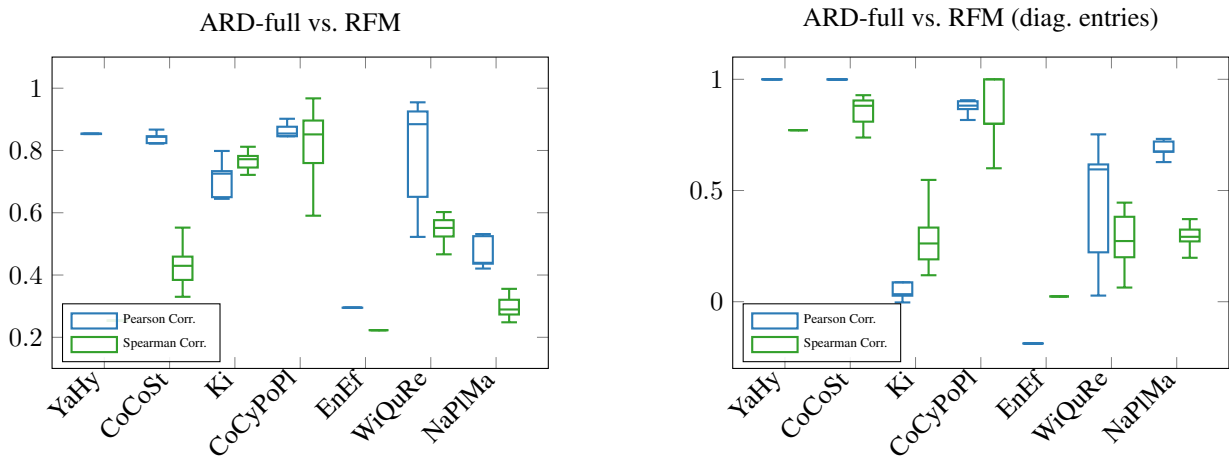 ARD-full vs. RFM
1
0.8
0.6
0.4
0.2
Pearson Corr.
Spearman Corr.
YaHy
CoCoSt
Ki
CoCyPoPl
EnEf
WiQuRe
NaPlMa
ARD-full vs. RFM (diag. entries)
1
0.5
0
Pearson Corr.
Spearman Corr.
YaHy
CoCoSt
Ki
CoCyPoPl
EnEf
WiQuRe
NaPlMa